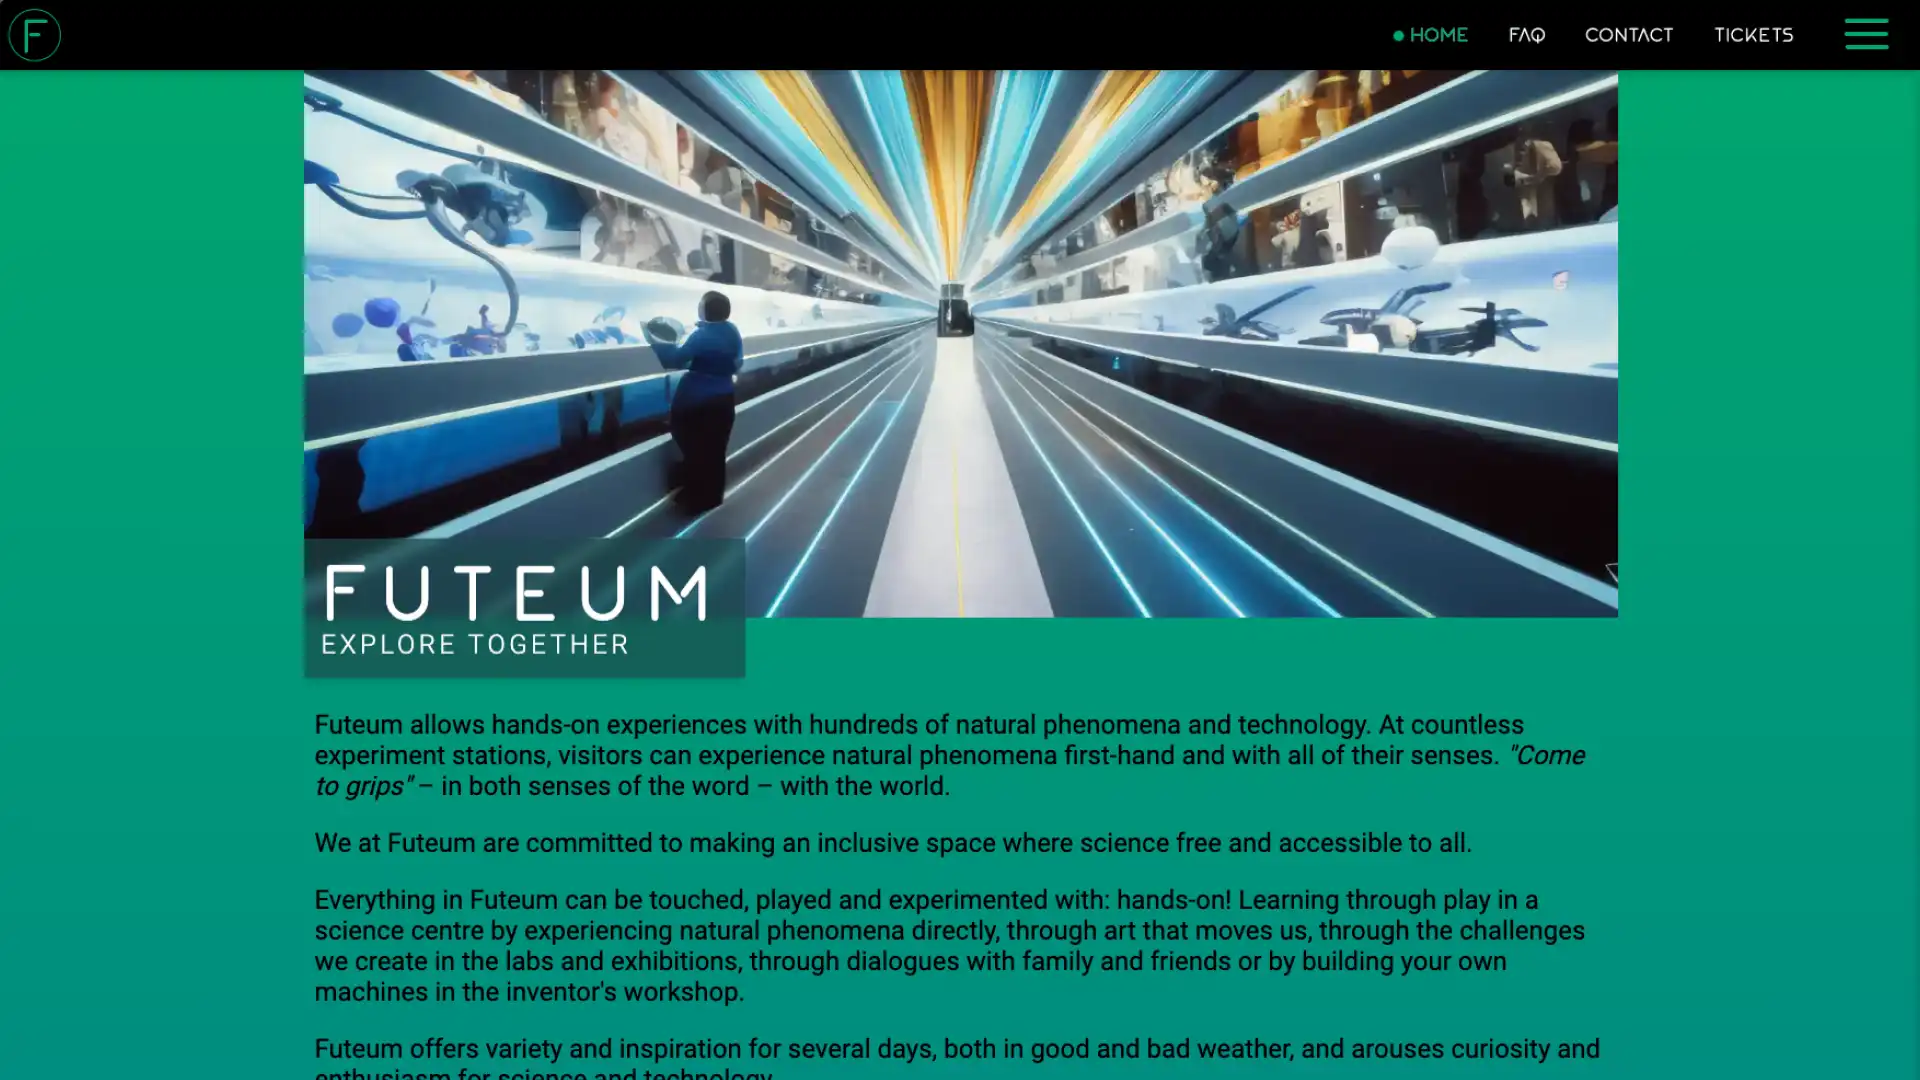 F
HOME
FAQ
CONTACT
TICKETS
FUTEUM
EXPLORE TOGETHER
Futeum allows hands-on experiences with hundreds of natural phenomena and technology. At countless
experiment stations, visitors can experience natural phenomena first-hand and with all of their senses. "Come
to grips" – in both senses of the word – with the world.
We at Futeum are committed to making an inclusive space where science free and accessible to all.
Everything in Futeum can be touched, played and experimented with: hands-on! Learning through play in a
science centre by experiencing natural phenomena directly, through art that moves us, through the challenges
we create in the labs and exhibitions, through dialogues with family and friends or by building your own
machines in the inventor's workshop.
Futeum offers variety and inspiration for several days, both in good and bad weather, and arouses curiosity and
enthusiasm for science and technology.